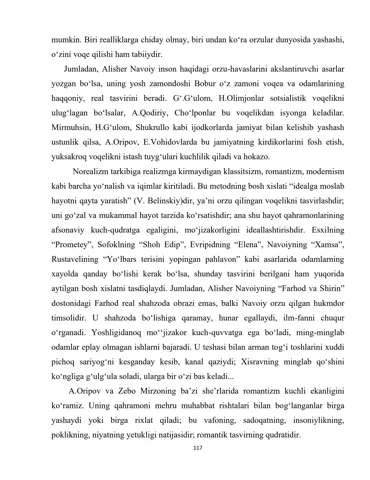 mumkin. Biri realliklarga chiday olmay, biri undan ko‘ra orzular dunyosida yashashi,
o‘zini voqe qilishi ham tabiiydir.
Jumladan, Alisher Navoiy inson haqidagi orzu-havaslarini akslantiruvchi asarlar
yozgan bo‘lsa, uning yosh zamondoshi Bobur o‘z zamoni voqea va odamlarining
haqqoniy, real tasvirini beradi. G‘.G‘ulom, H.Olimjonlar sotsialistik voqelikni
ulug‘lagan bo‘lsalar, A.Qodiriy, Cho‘lponlar bu voqelikdan isyonga keladilar.
Mirmuhsin, H.G‘ulom, Shukrullo kabi ijodkorlarda jamiyat bilan kelishib yashash
ustunlik qilsa, A.Oripov, E.Vohidovlarda bu jamiyatning kirdikorlarini fosh etish,
yuksakroq voqelikni istash tuyg‘ulari kuchlilik qiladi va hokazo.
Norealizm tarkibiga realizmga kirmaydigan klassitsizm, romantizm, modernism
kabi barcha yo‘nalish va iqimlar kiritiladi. Bu metodning bosh xislati “idealga moslab
hayotni qayta yaratish” (V. Belinskiy)dir, ya’ni orzu qilingan voqelikni tasvirlashdir;
uni go‘zal va mukammal hayot tarzida ko‘rsatishdir; ana shu hayot qahramonlarining
afsonaviy kuch-qudratga egaligini, mo‘jizakorligini ideallashtirishdir. Esxilning
“Prometey”, Sofoklning “Shoh Edip”, Evripidning “Elena”, Navoiyning “Xamsa”,
Rustavelining “Yo‘lbars terisini yopingan pahlavon” kabi asarlarida odamlarning
xayolda qanday bo‘lishi kerak bo‘lsa, shunday tasvirini berilgani ham yuqorida
aytilgan bosh xislatni tasdiqlaydi. Jumladan, Alisher Navoiyning “Farhod va Shirin”
dostonidagi Farhod real shahzoda obrazi emas, balki Navoiy orzu qilgan hukmdor
timsolidir. U shahzoda bo‘lishiga qaramay, hunar egallaydi, ilm-fanni chuqur
o‘rganadi. Yoshligidanoq mo‘‘jizakor kuch-quvvatga ega bo‘ladi, ming-minglab
odamlar eplay olmagan ishlarni bajaradi. U teshasi bilan arman tog‘i toshlarini xuddi
pichoq sariyog‘ni kesganday kesib, kanal qaziydi; Xisravning minglab qo‘shini
ko‘ngliga g‘ulg‘ula soladi, ularga bir o‘zi bas keladi...
A.Oripov va Zebo Mirzoning ba’zi she’rlarida romantizm kuchli ekanligini
ko‘ramiz. Uning qahramoni mehru muhabbat rishtalari bilan bog‘langanlar birga
yashaydi yoki birga rixlat qiladi; bu vafoning, sadoqatning, insoniylikning,
poklikning, niyatning yetukligi natijasidir; romantik tasvirning qudratidir.
117